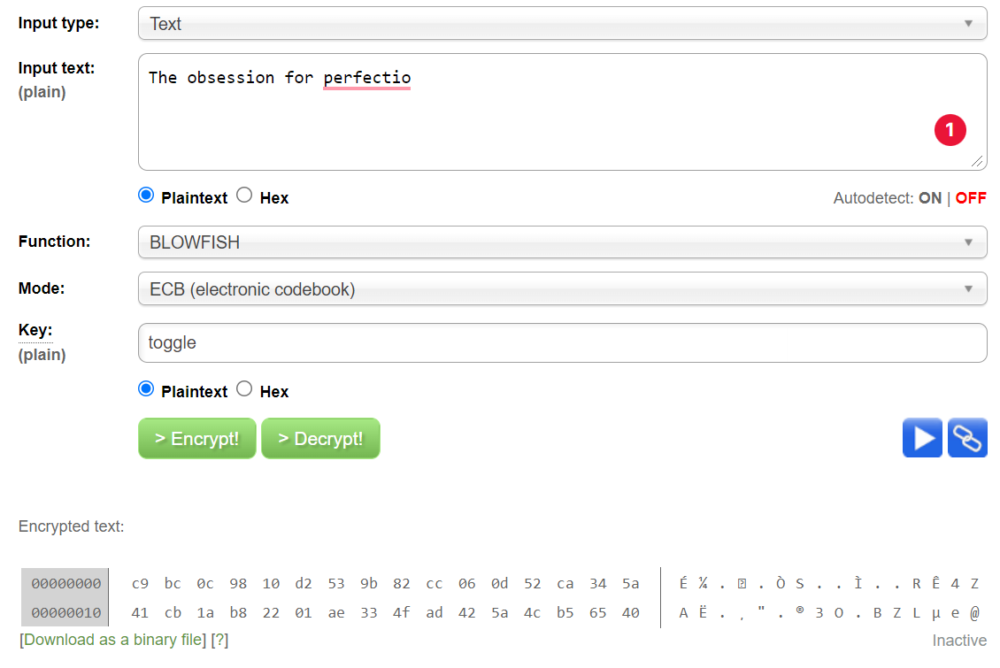 Input type: Text
Input text: The obsession for perfectio
(plain)
1
Plaintext Hex Autodetect: ON | OFF
Function: BLOWFISH
Mode: ECB (electronic codebook)
Key: toggle
(plain)
Plaintext Hex
> Encrypt! > Decrypt!
Encrypted text:
00000000 c9 bc 0c 98 10 d2 53 9b 82 cc 06 0d 52 ca 34 5a É ¼ . . Ò S . . Ì . . R Ê 4 Z
00000010 41 cb 1a b8 22 01 ae 33 4f ad 42 5a 4c b5 65 40 A Ë . ¸ " . ® 3 O . B Z L µ e @
[Download as a binary file] [?] Inactive